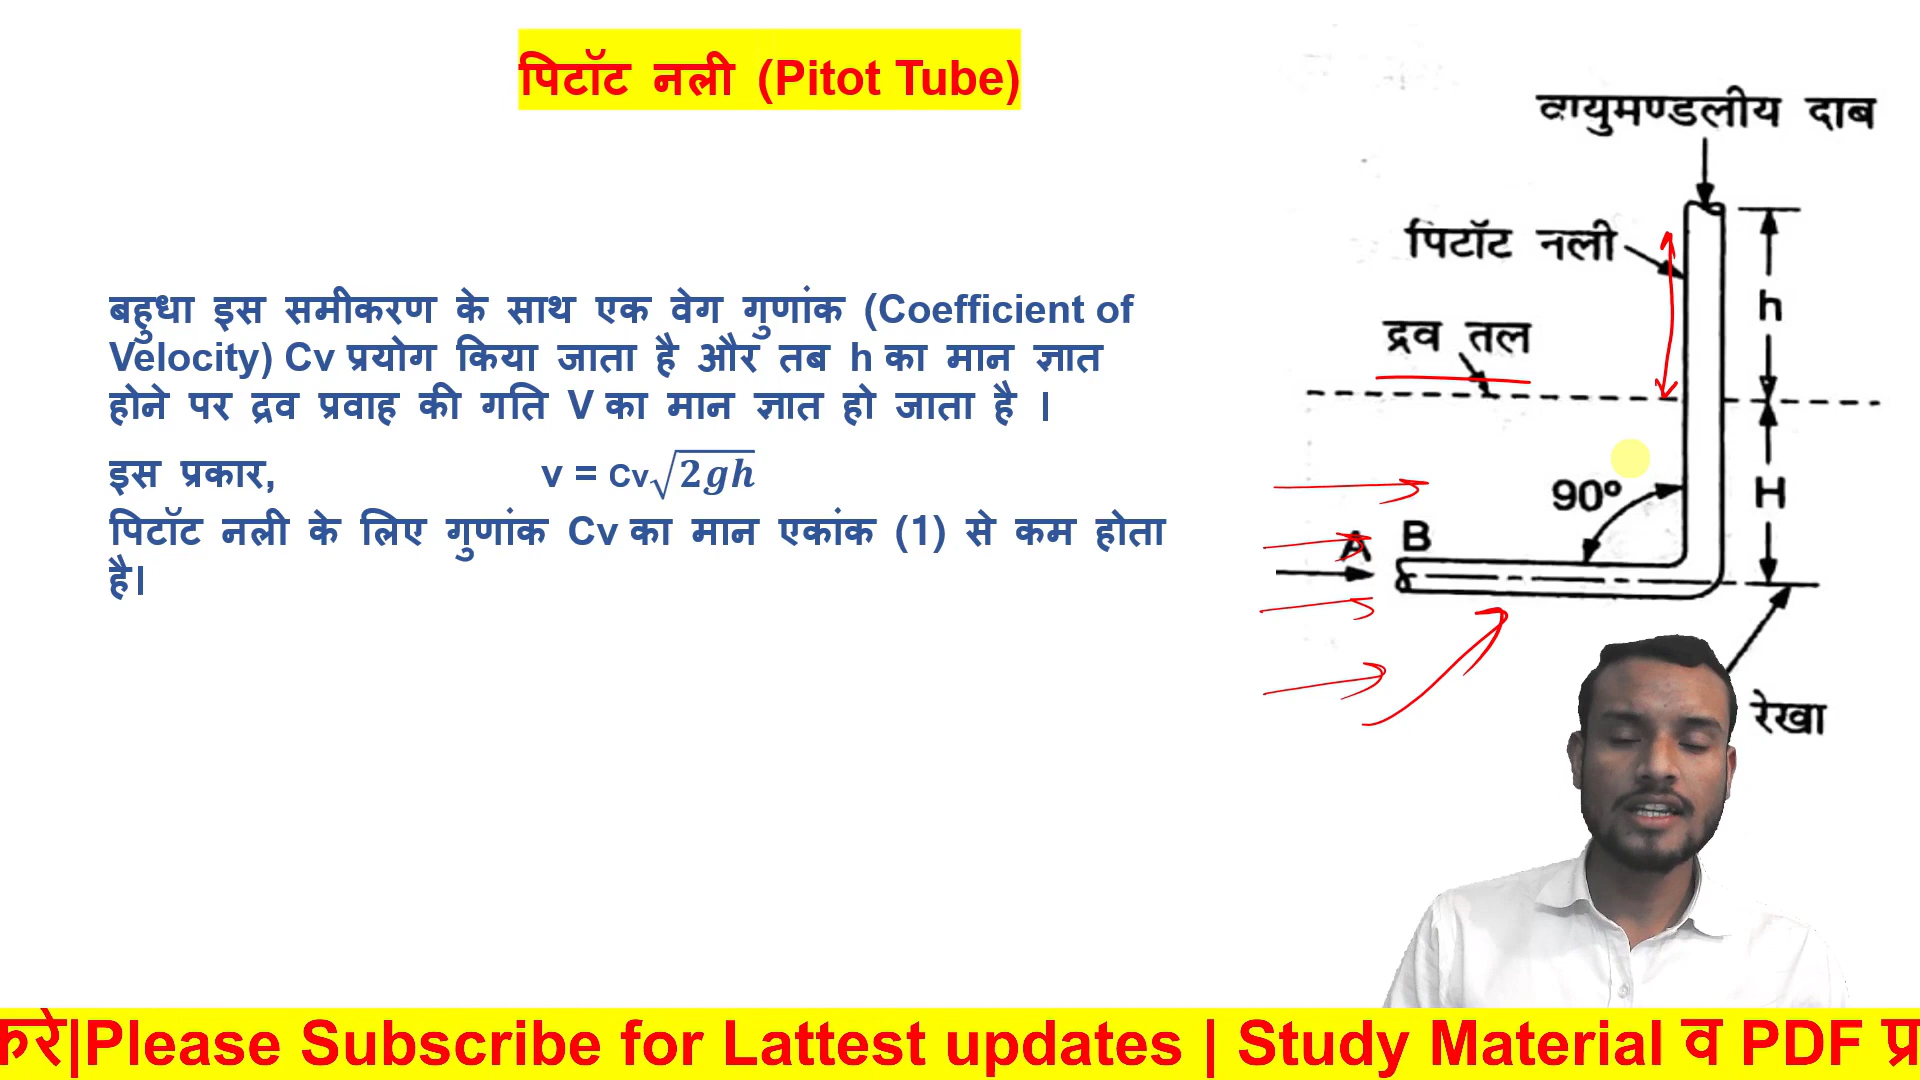 पिटॉट नली (Pitot Tube)
बहुधा इस समीकरण के साथ एक वेग गुणांक (Coefficient of
Velocity) Cv प्रयोग किया जाता है और तब h का मान ज्ञात
होने पर द्रव प्रवाह की गति V का मान ज्ञात हो जाता है ।
इस प्रकार, v = Cv√2gh
पिटॉट नली के लिए गुणांक Cv का मान एकांक (1) से कम होता
है।
वायुमण्डलीय दाब
पिटॉट नली
h
द्रव तल
90º
H
A B
रेखा
करे|Please Subscribe for Lattest updates | Study Material व PDF प्र